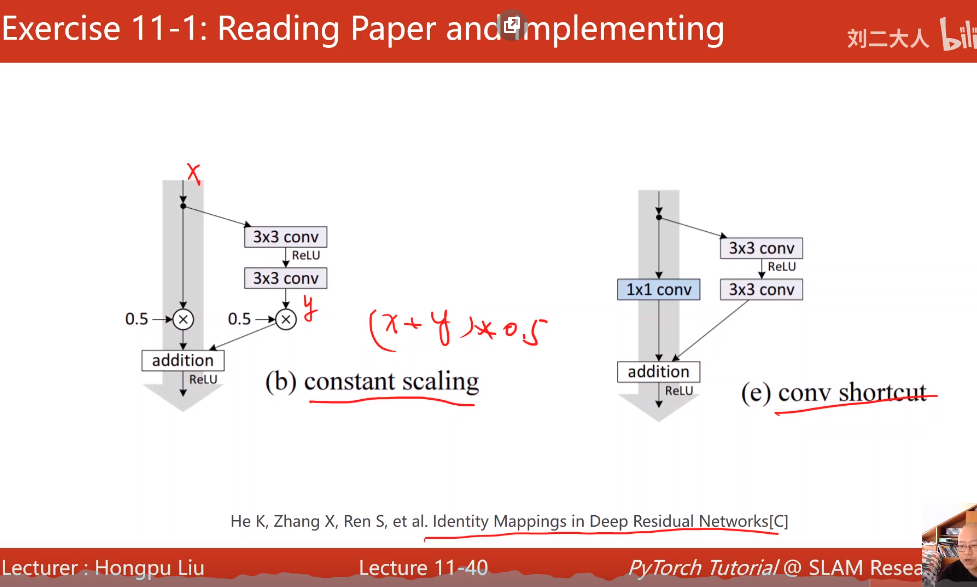 Exercise 11-1: Reading Paper and Implementing
刘二大人 bili
x
3x3 conv
ReLU
3x3 conv
y
0.5
0.5
addition
ReLU
(x+y)*0.5
(b) constant scaling
3x3 conv
ReLU
1x1 conv
3x3 conv
addition
ReLU
(e) conv shortcut
He K, Zhang X, Ren S, et al. Identity Mappings in Deep Residual Networks[C]
Lecturer : Hongpu Liu
Lecture 11-40
PyTorch Tutorial @ SLAM Resea